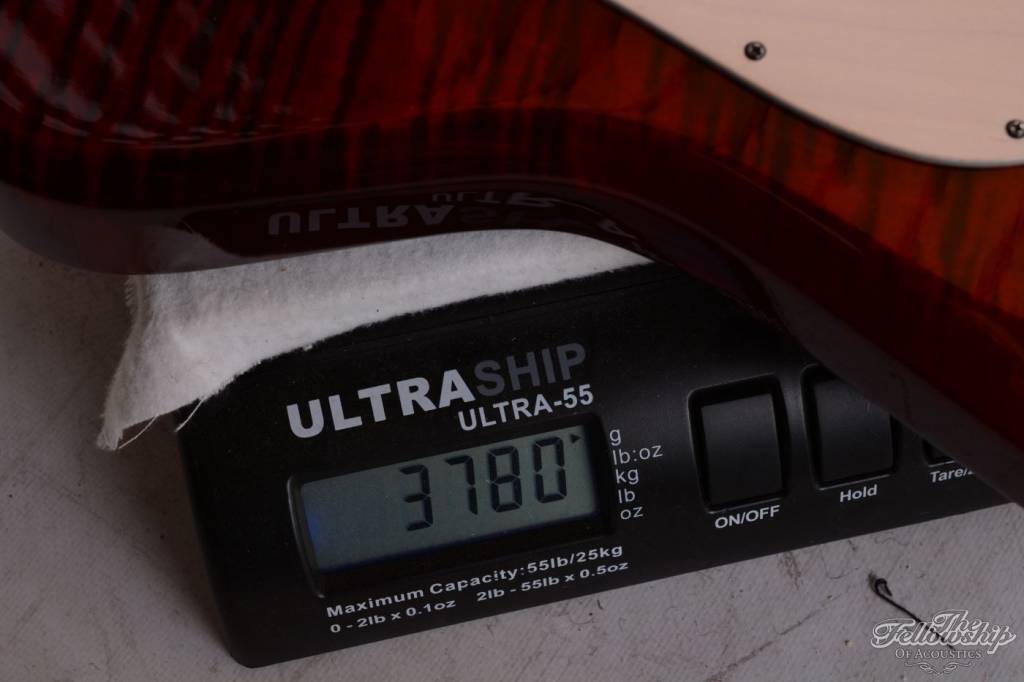 ULTRASHIP
ULTRA-55
3780
g
lb:oz
kg
lb
oz
ON/OFF
Hold
Maximum Capacity:55lb/25kg
0 - 2lb x 0.1oz 2lb - 55lb x 0.5oz
The
Fellowship
OF ACOUSTICS